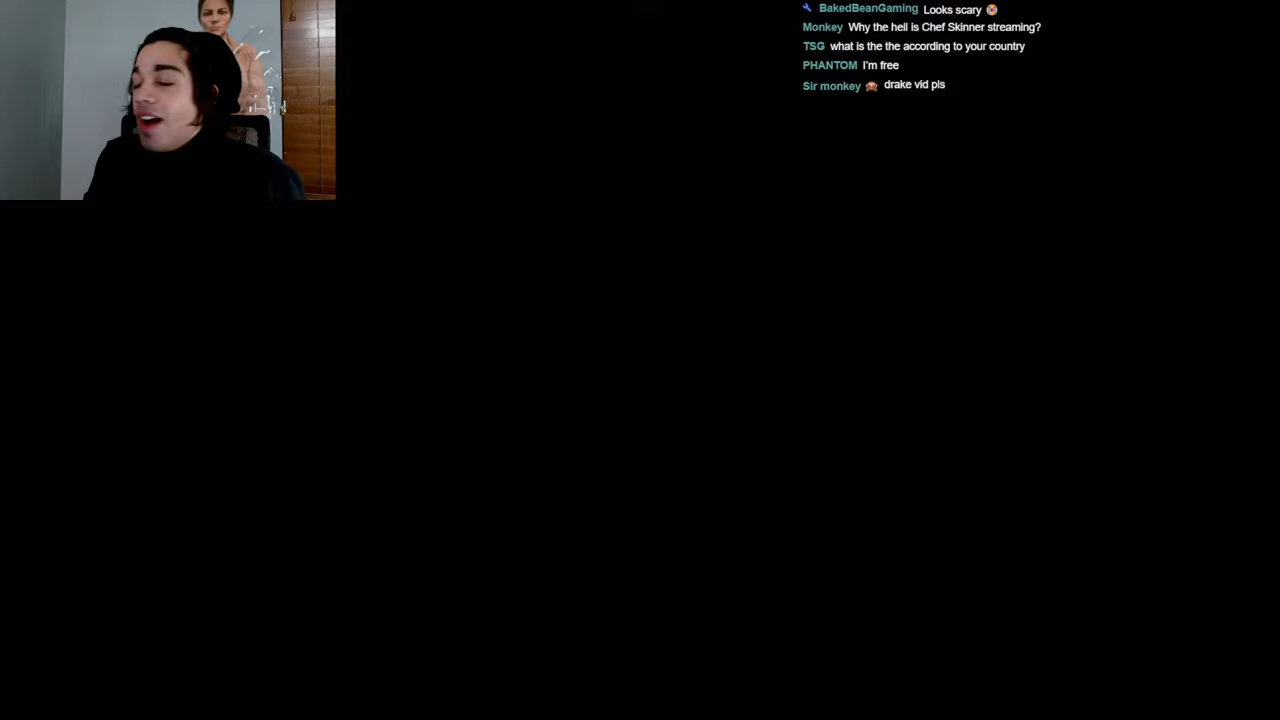 BakedBeanGaming Looks scary
Monkey Why the hell is Chef Skinner streaming?
TSG what is the the according to your country
PHANTOM I'm free
Sir monkey drake vid pls